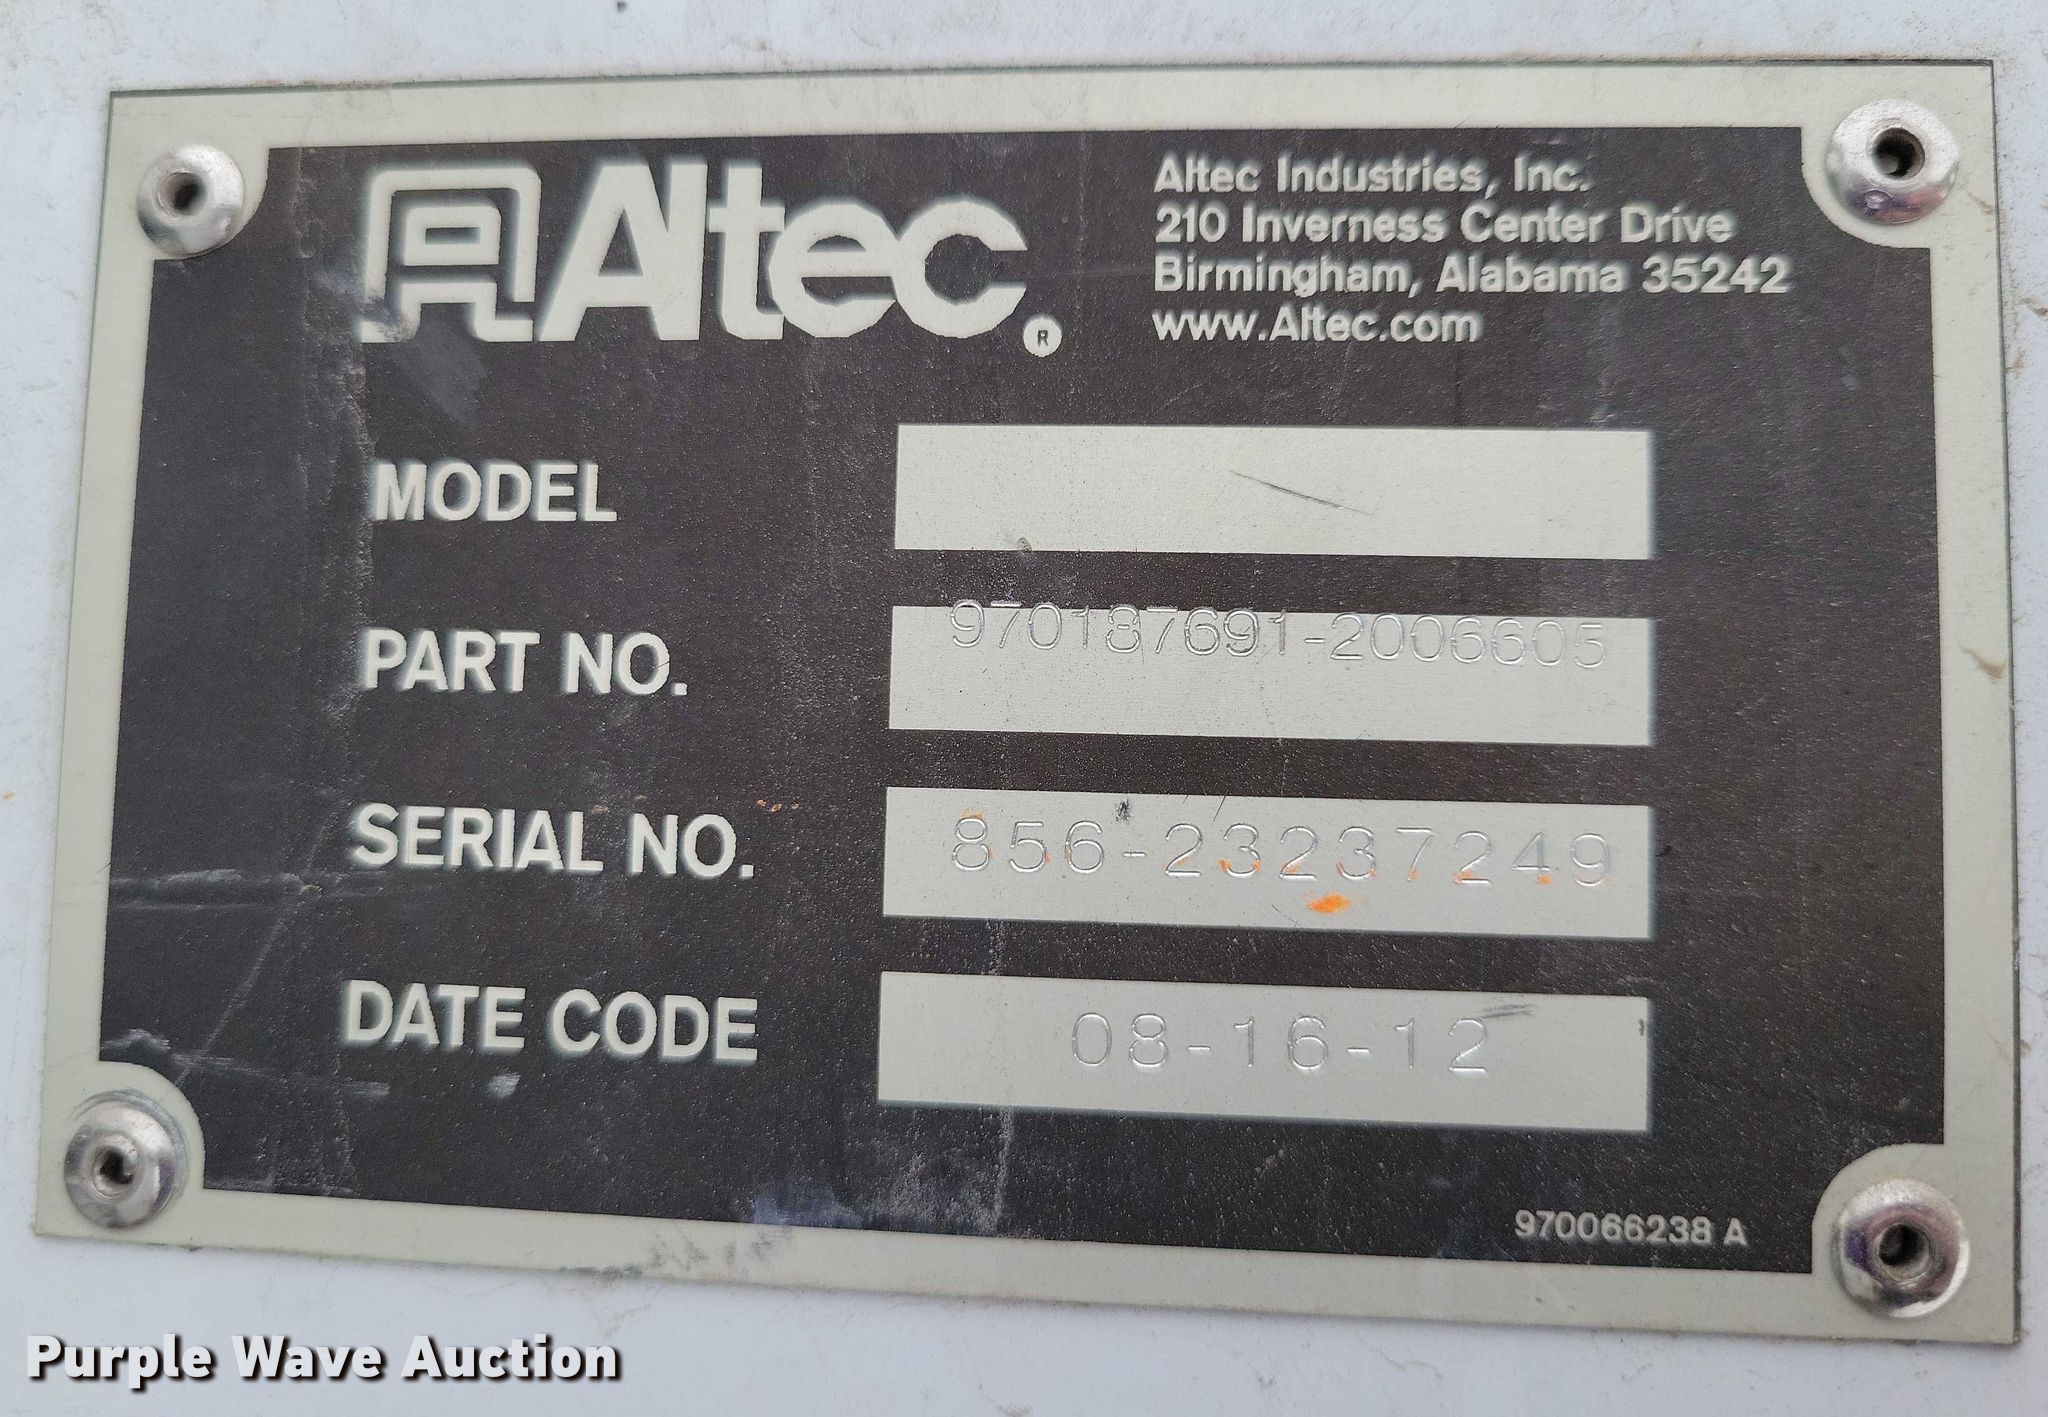 Altec®
Altec Industries, Inc.
210 Inverness Center Drive
Birmingham, Alabama 35242
www.Altec.com
MODEL
PART NO. 970187691-2006605
SERIAL NO. 856-23237249
DATE CODE 08-16-12
970066238 A
Purple Wave Auction